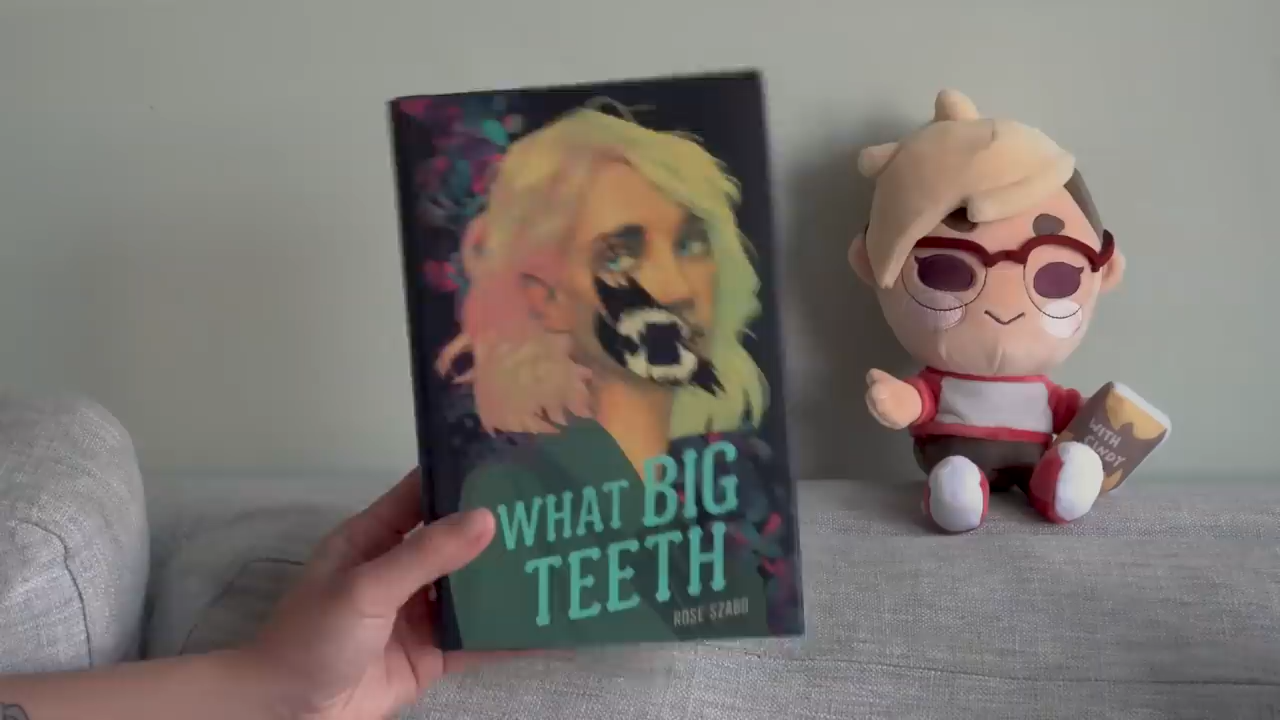 WHAT BIG
TEETH
ROSE SZABO
WITH
CINDY